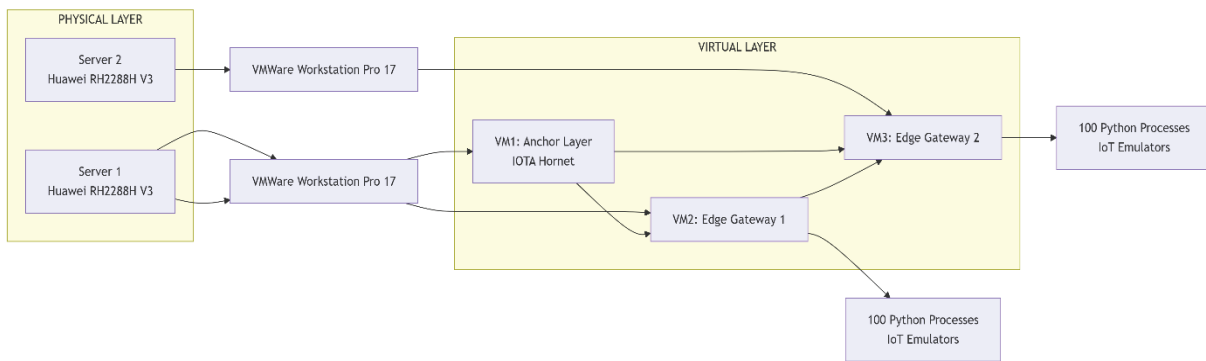 PHYSICAL LAYER
Server 2
Huawei RH2288H V3
Server 1
Huawei RH2288H V3
VMWare Workstation Pro 17
VMWare Workstation Pro 17
VIRTUAL LAYER
VM1: Anchor Layer
IOTA Hornet
VM2: Edge Gateway 1
VM3: Edge Gateway 2
100 Python Processes
IoT Emulators
100 Python Processes
IoT Emulators